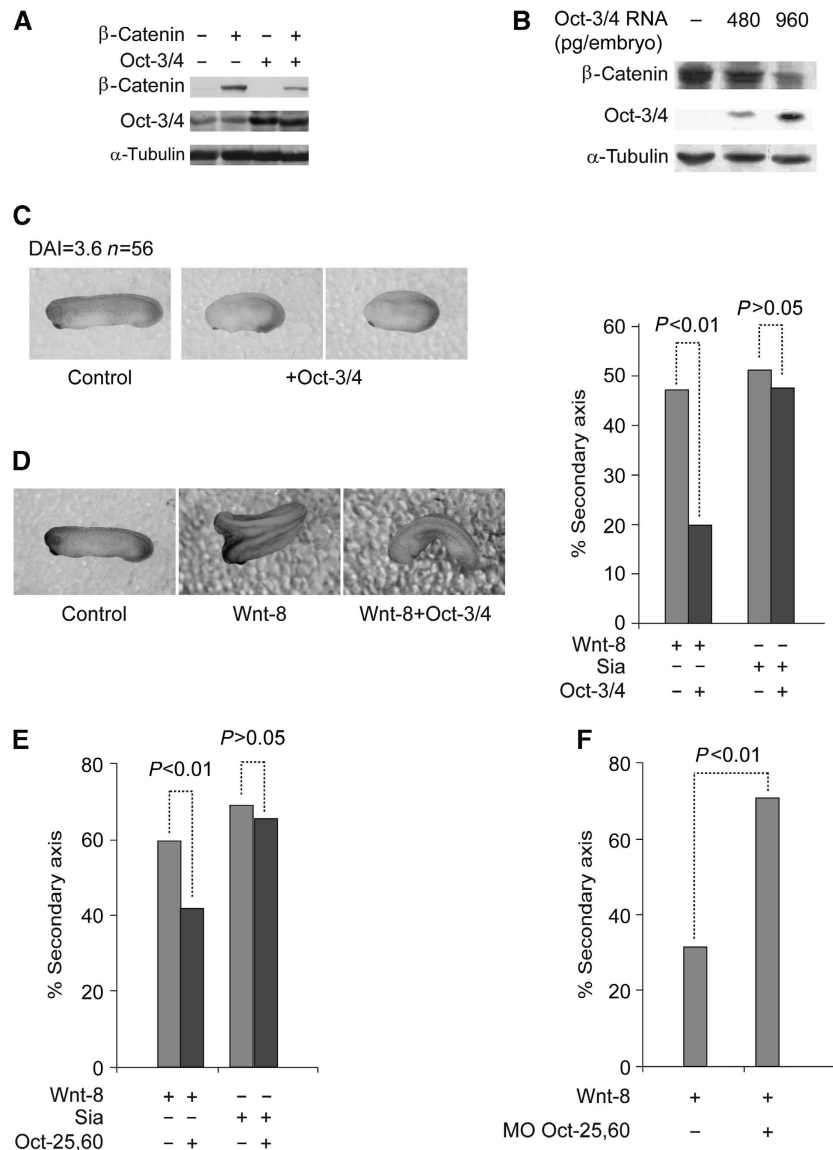 A
β-Catenin – + – +
Oct-3/4 – – + +
β-Catenin
Oct-3/4
α-Tubulin
B
Oct-3/4 RNA – 480 960
(pg/embryo)
β-Catenin
Oct-3/4
α-Tubulin
C
DAI=3.6 n=56
Control
+Oct-3/4
D
Control
Wnt-8
Wnt-8+Oct-3/4
% Secondary axis
60
50
40
30
20
10
0
P<0.01
P>0.05
Wnt-8 + + – –
Sia – – + +
Oct-3/4 – + – +
E
% Secondary axis
80
60
40
20
0
P<0.01
P>0.05
Wnt-8 + + – –
Sia – – + +
Oct-25,60 – + – +
F
% Secondary axis
80
70
60
50
40
30
20
10
0
P<0.01
Wnt-8 + +
MO Oct-25,60 – +